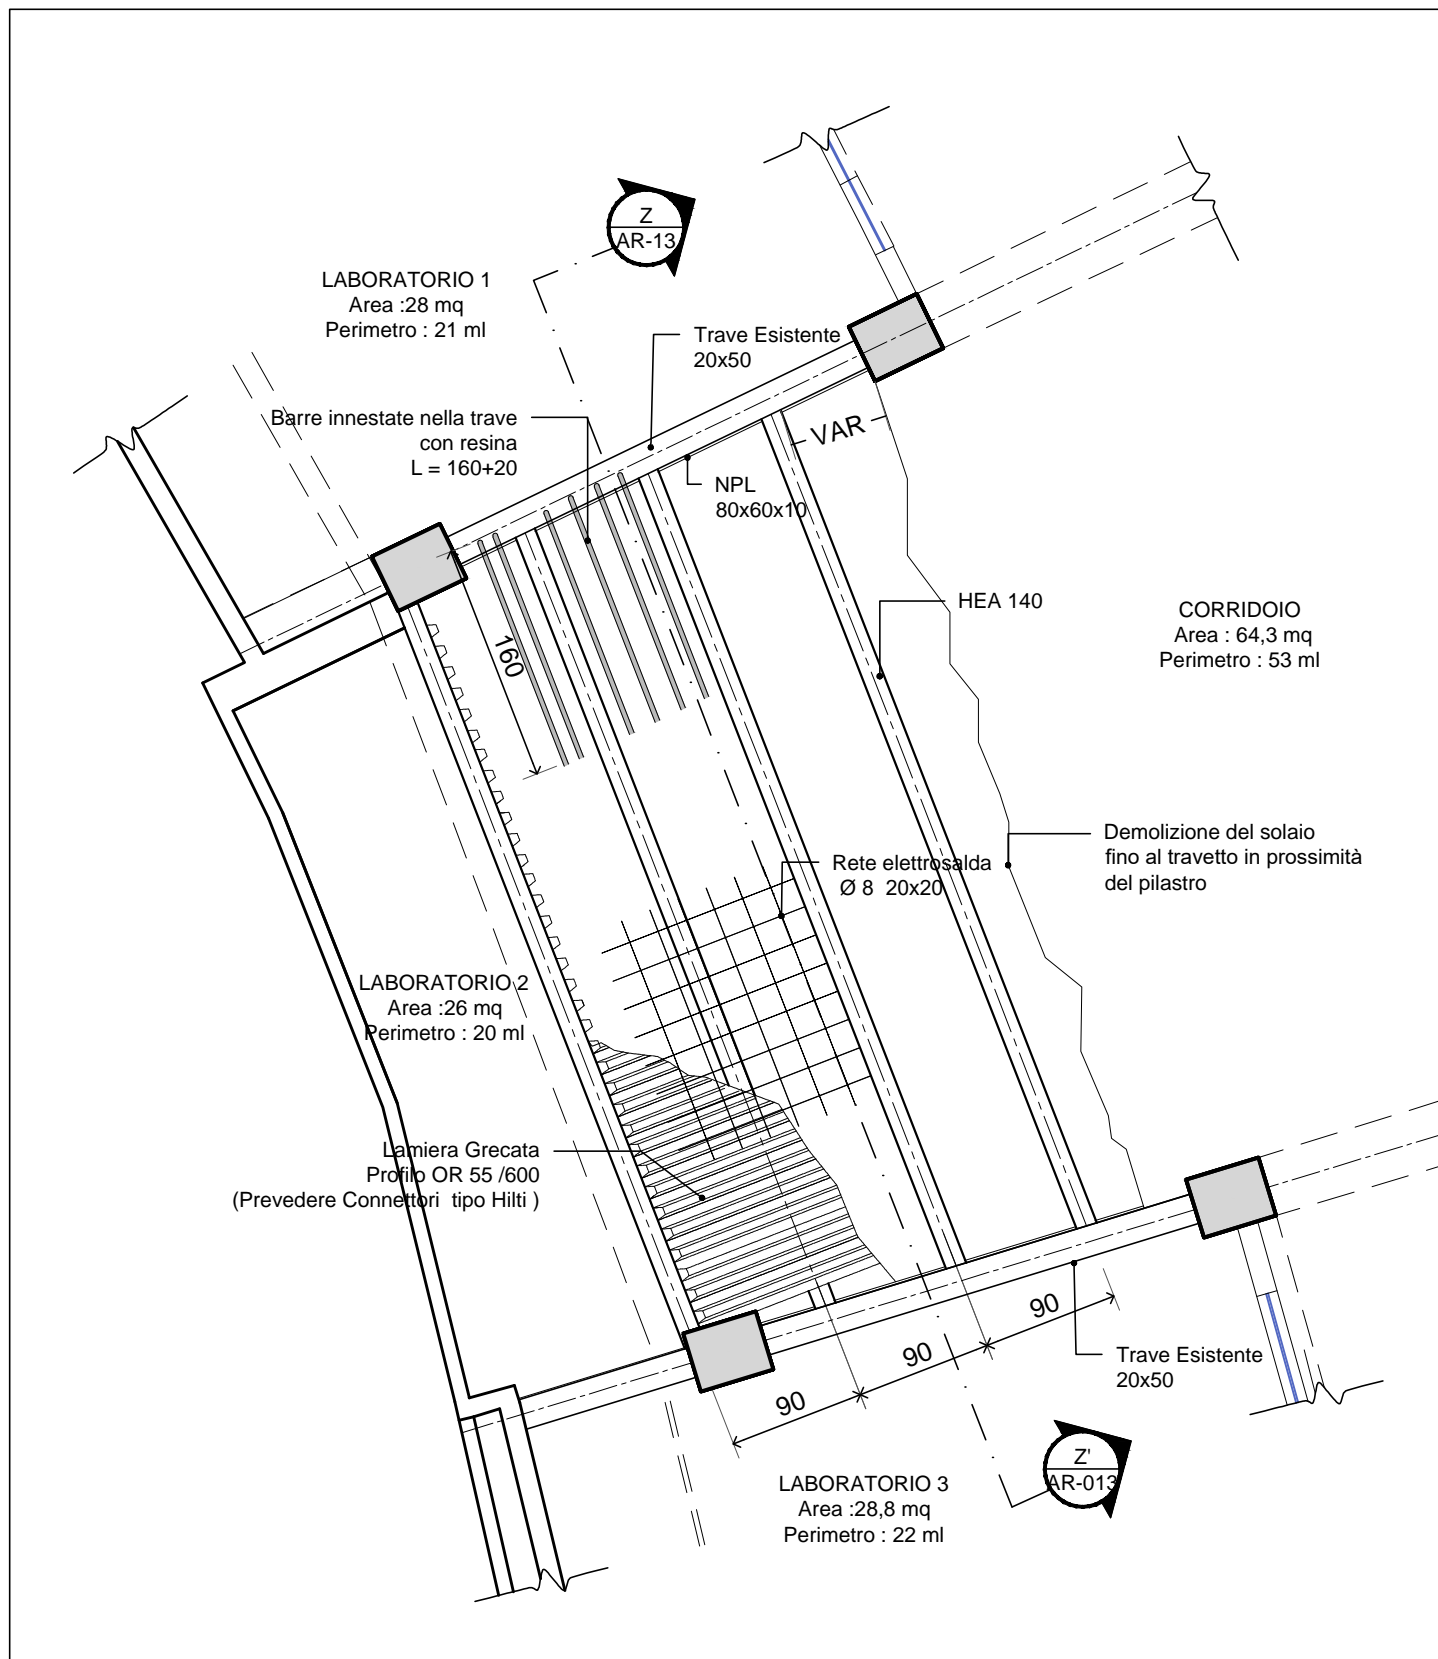 Z
AR-13
LABORATORIO 1
Area :28 mq
Perimetro : 21 ml
Trave Esistente
20x50
Barre innestate nella trave
con resina
L = 160+20
VAR
NPL
80x60x10
160
HEA 140
CORRIDOIO
Area : 64,3 mq
Perimetro : 53 ml
Demolizione del solaio
fino al travetto in prossimità
del pilastro
Rete elettrosalda
Ø 8  20x20
LABORATORIO 2
Area :26 mq
Perimetro : 20 ml
Lamiera Grecata
Profilo OR 55 /600
(Prevedere Connettori  tipo Hilti )
90
90
90
Trave Esistente
20x50
Z'
AR-013
LABORATORIO 3
Area :28,8 mq
Perimetro : 22 ml